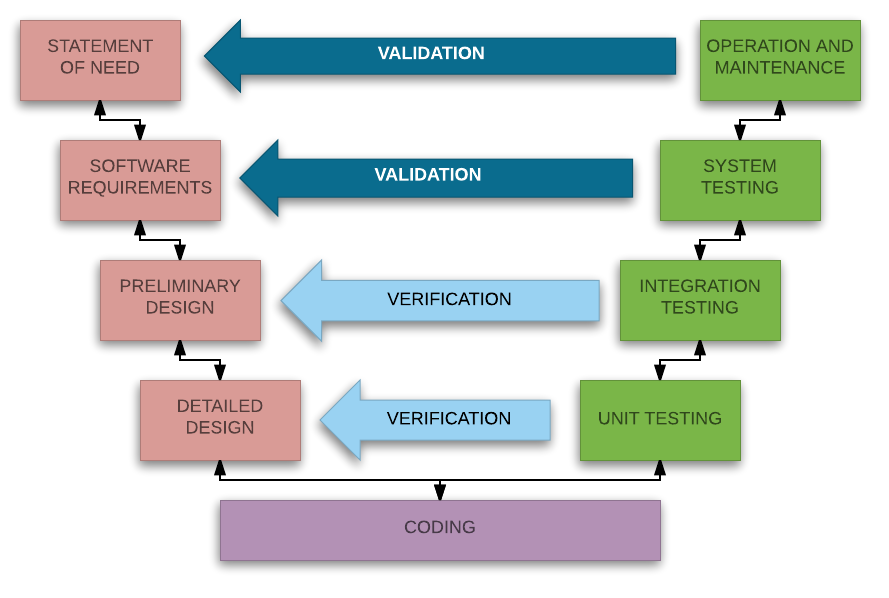 STATEMENT
OF NEED
VALIDATION
OPERATION AND
MAINTENANCE
SOFTWARE
REQUIREMENTS
VALIDATION
SYSTEM
TESTING
PRELIMINARY
DESIGN
VERIFICATION
INTEGRATION
TESTING
DETAILED
DESIGN
VERIFICATION
UNIT TESTING
CODING